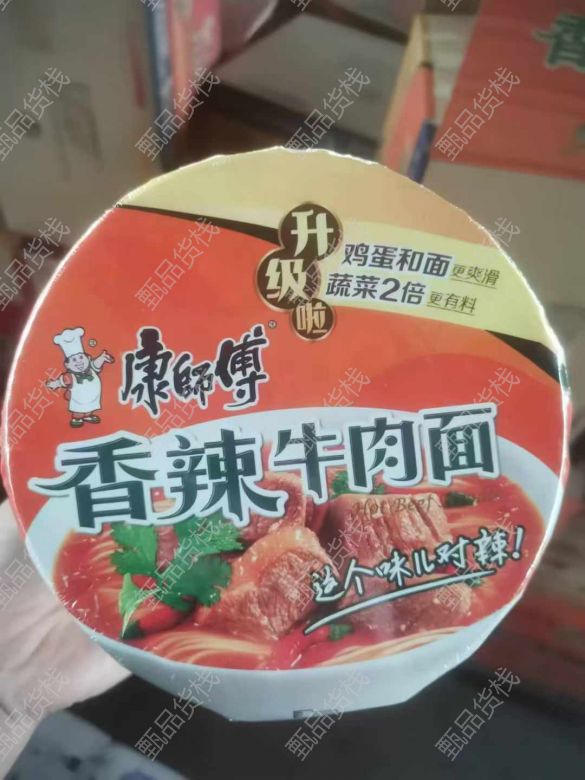 升级啦
鸡蛋和面更爽滑
蔬菜2倍更有料
康師傅
香辣牛肉面
Hot Beef
这个味儿对辣!
香
甄品货栈